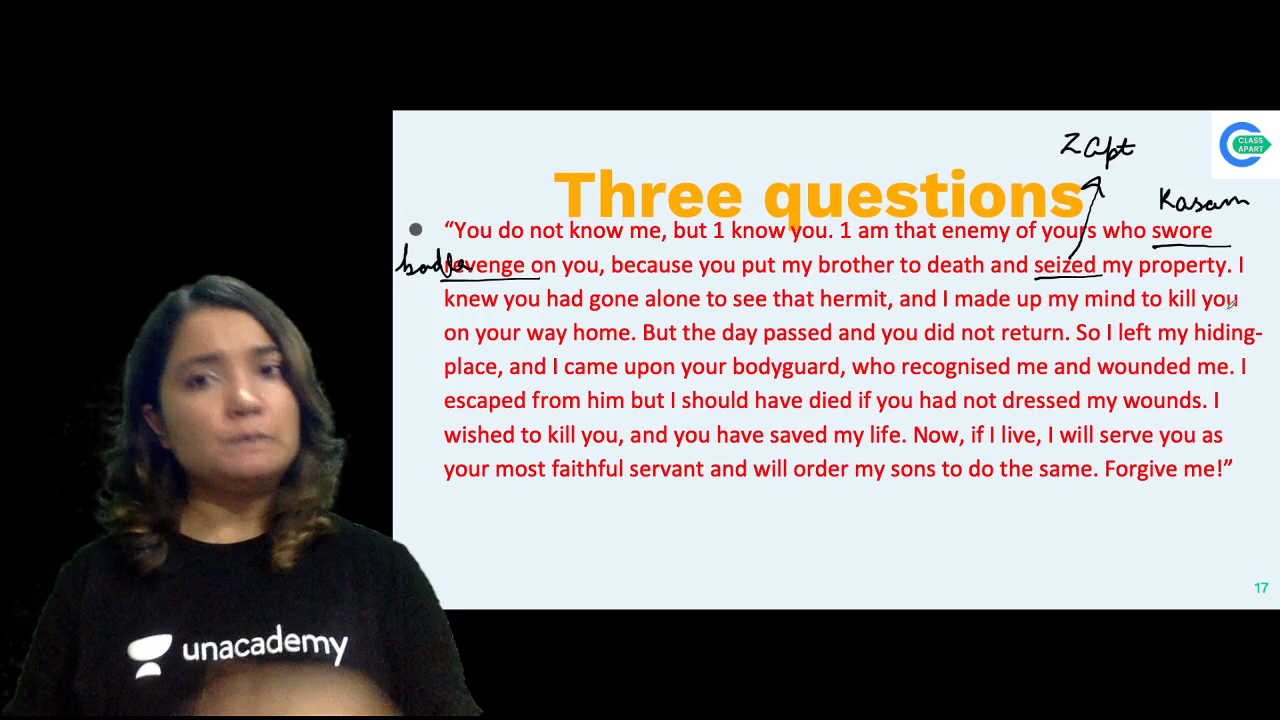 Zapt
CLASS
APART
Three questions
Kasam
“You do not know me, but 1 know you. 1 am that enemy of yours who swore
badla
revenge on you, because you put my brother to death and seized my property. I
knew you had gone alone to see that hermit, and I made up my mind to kill you
on your way home. But the day passed and you did not return. So I left my hiding-
place, and I came upon your bodyguard, who recognised me and wounded me. I
escaped from him but I should have died if you had not dressed my wounds. I
wished to kill you, and you have saved my life. Now, if I live, I will serve you as
your most faithful servant and will order my sons to do the same. Forgive me!”
17
unacademy